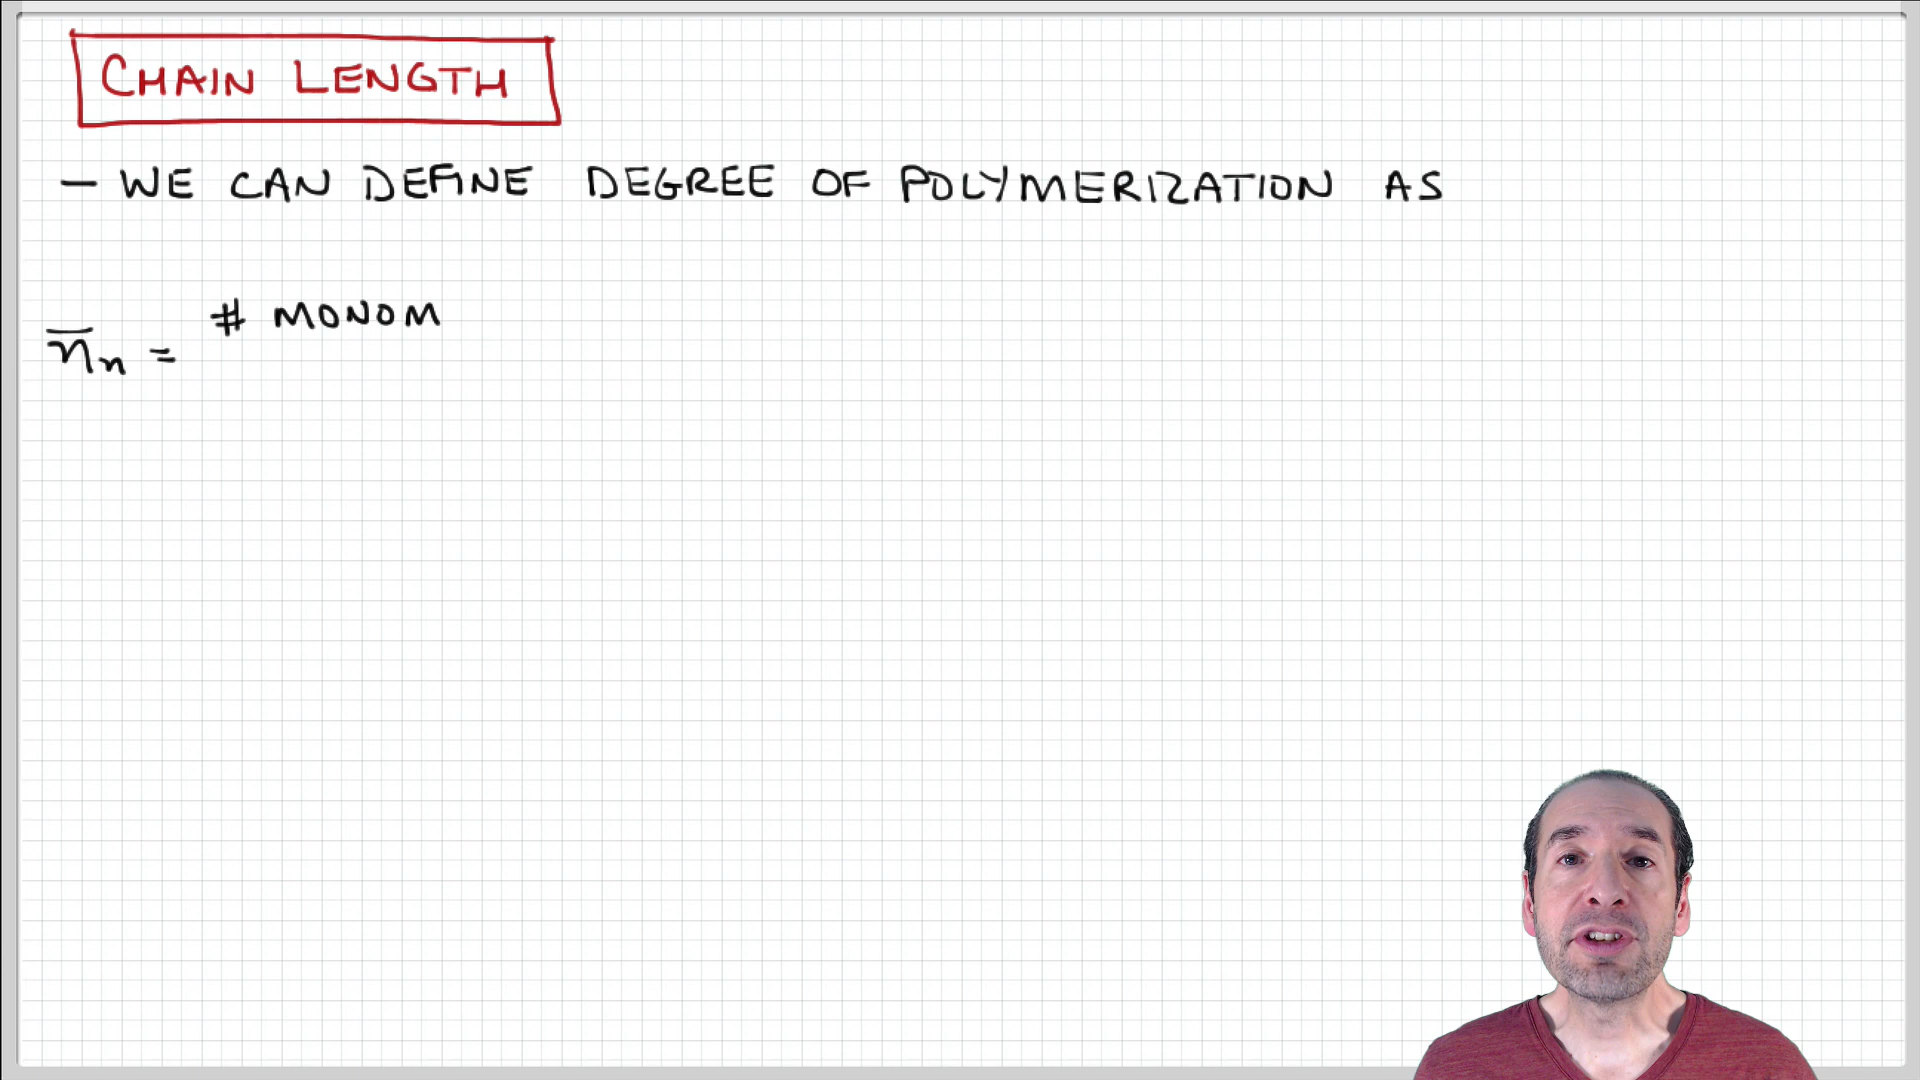 CHAIN LENGTH
- WE CAN DEFINE DEGREE OF POLYMERIZATION AS
# MONOM
n̅n =